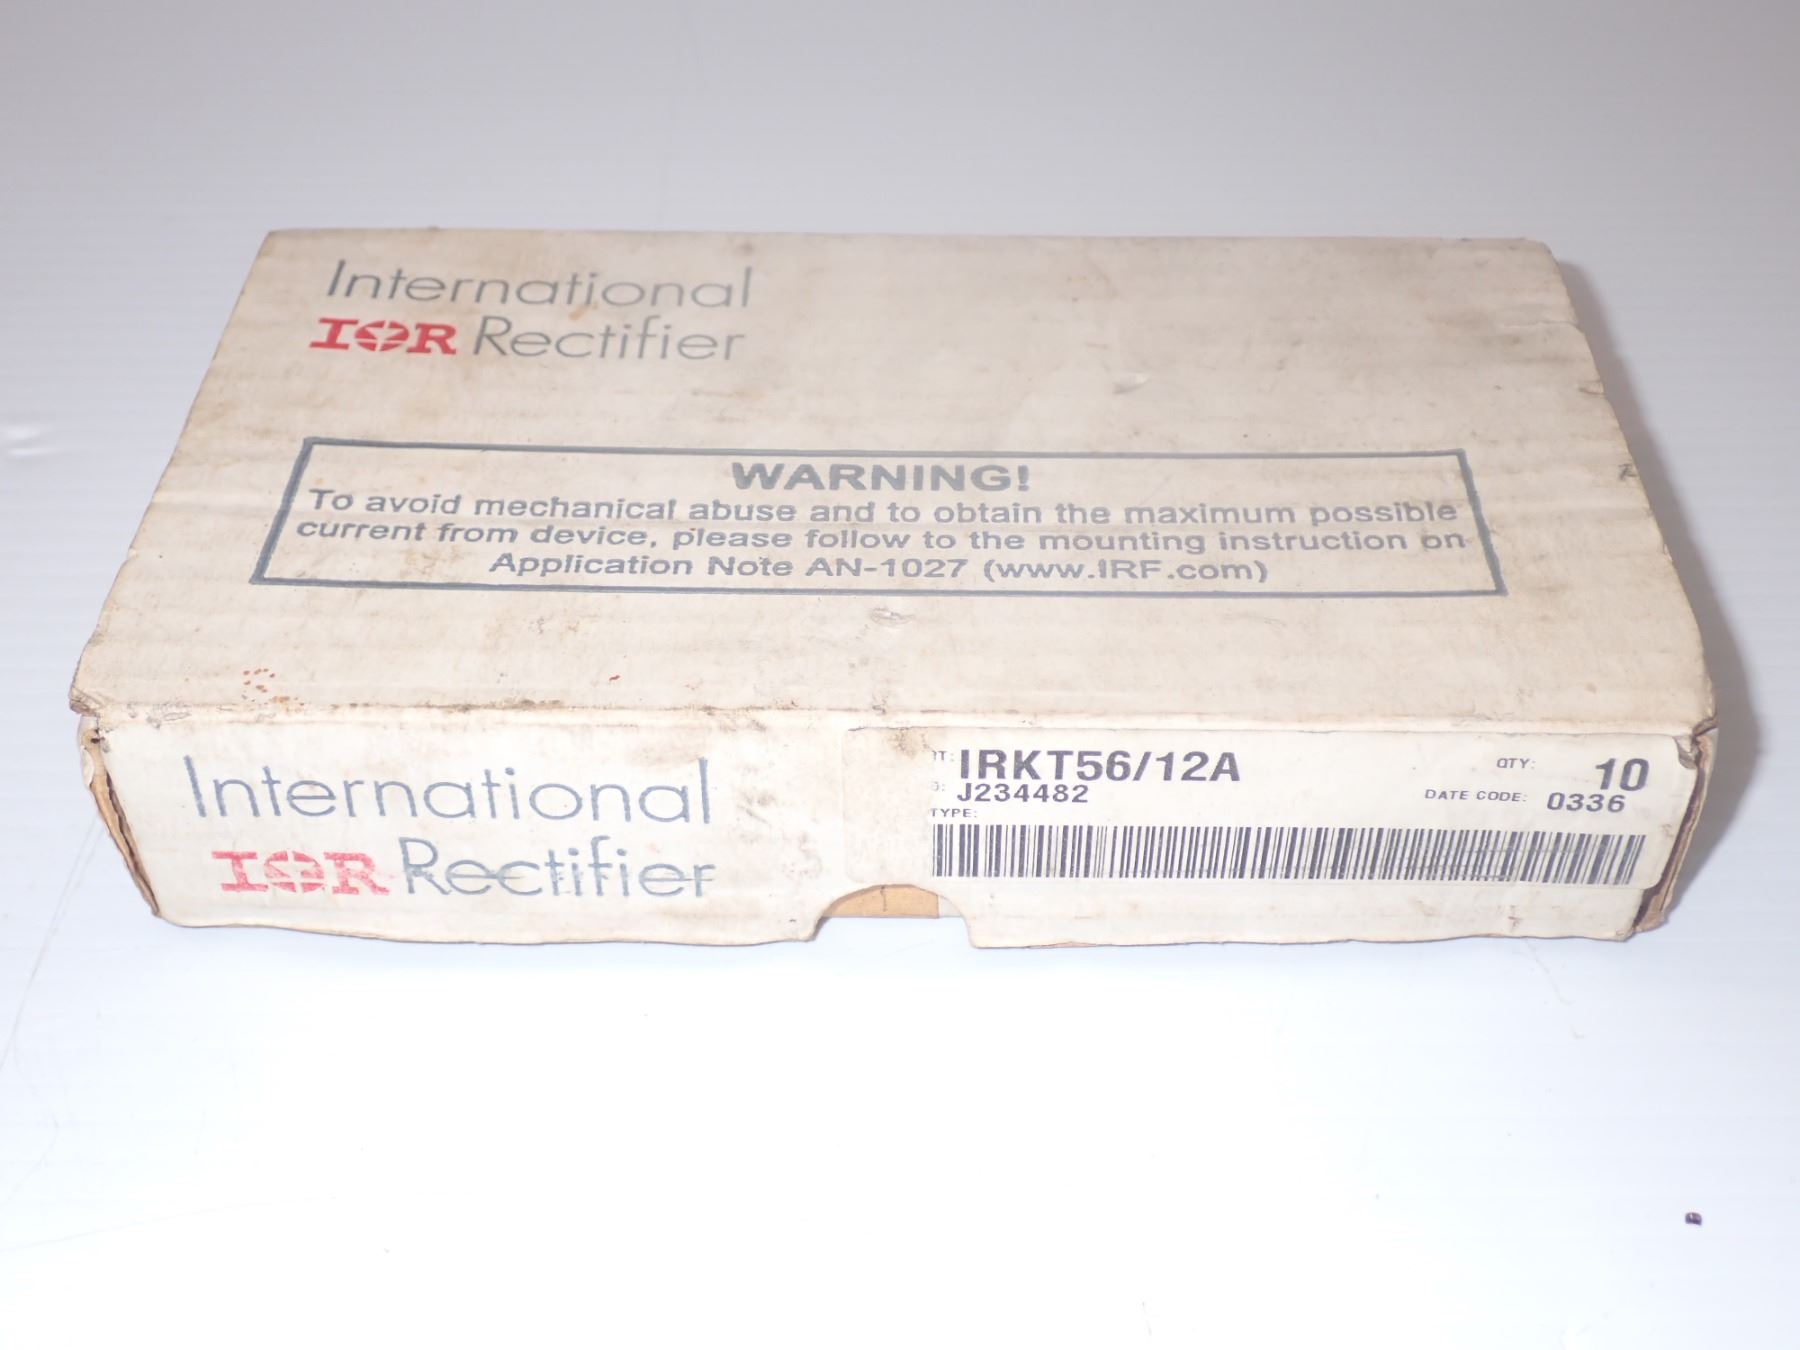 International
IOR Rectifier
WARNING!
To avoid mechanical abuse and to obtain the maximum possible
current from device, please follow to the mounting instruction on
Application Note AN-1027 (www.IRF.com)
International
IOR Rectifier
IRKT56/12A QTY: 10
J234482 DATE CODE: 0336
TYPE: